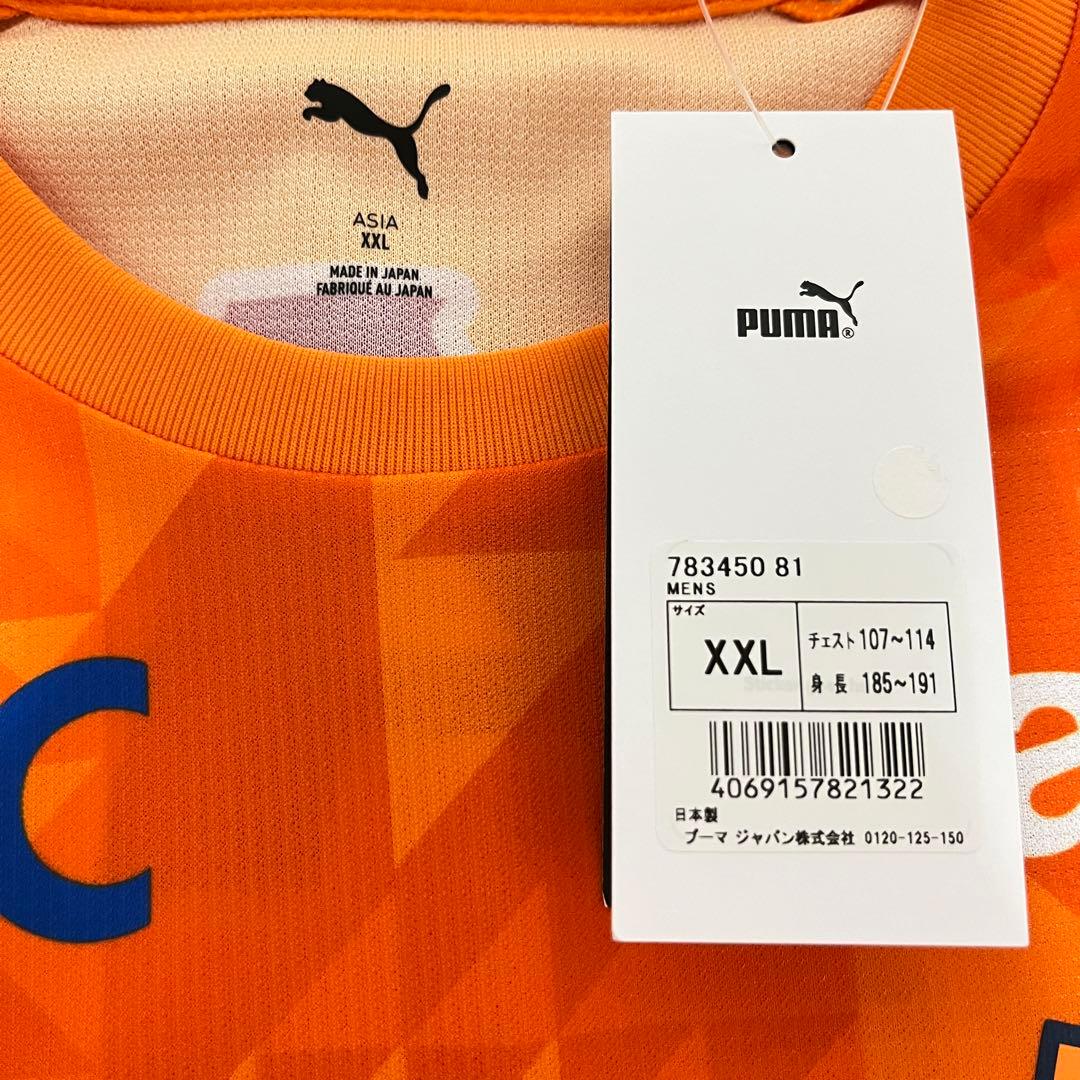 ASIA
XXL
MADE IN JAPAN
FABRIQUÉ AU JAPAN
PUMA®
783450 81
MENS
サイズ
XXL
チェスト 107~114
身長 185~191
4069157821322
日本製
プーマ ジャパン株式会社 0120-125-150
C
a